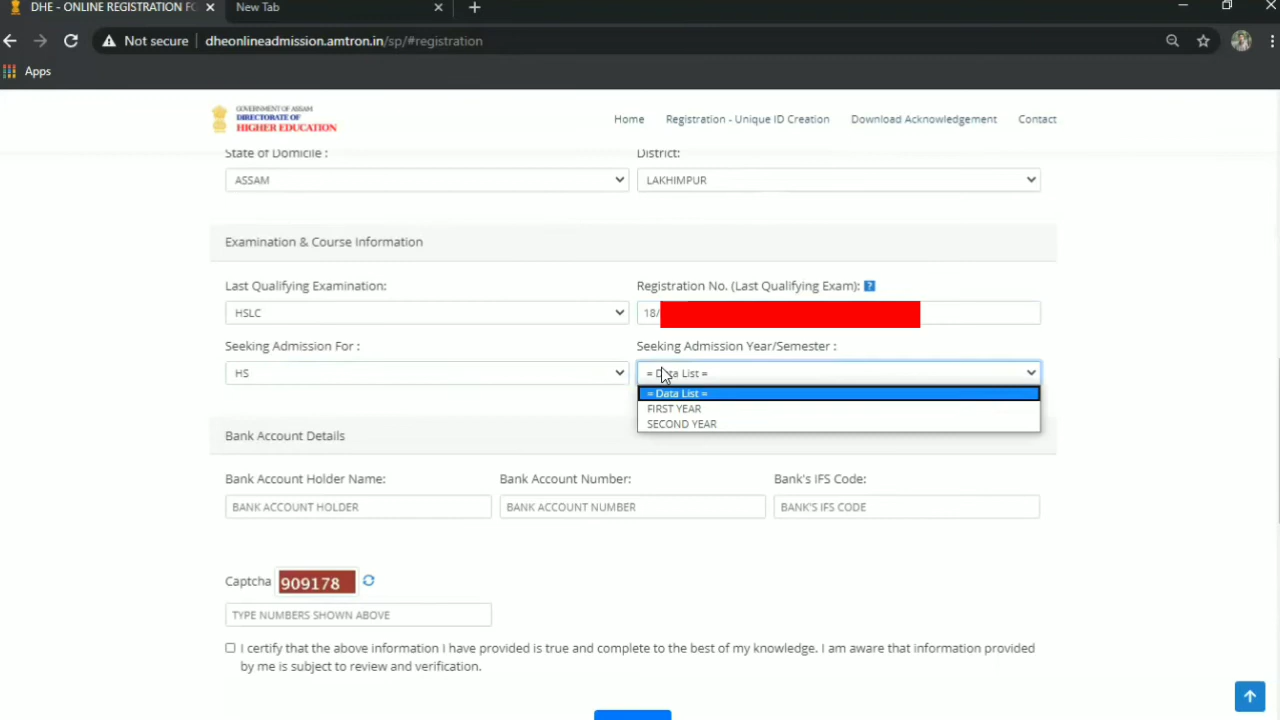 DHE - ONLINE REGISTRATION FO
New Tab
Not secure
dheonlineadmission.amtron.in/sp/#registration
Apps
GOVERNMENT OF ASSAM
DIRECTORATE OF
HIGHER EDUCATION
Home
Registration - Unique ID Creation
Download Acknowledgement
Contact
State of Domicile :
District:
ASSAM
LAKHIMPUR
Examination & Course Information
Last Qualifying Examination:
Registration No. (Last Qualifying Exam): ?
HSLC
18/
Seeking Admission For :
Seeking Admission Year/Semester :
HS
= Data List =
= Data List =
FIRST YEAR
SECOND YEAR
Bank Account Details
Bank Account Holder Name:
Bank Account Number:
Bank's IFS Code:
BANK ACCOUNT HOLDER
BANK ACCOUNT NUMBER
BANK'S IFS CODE
Captcha
909178
TYPE NUMBERS SHOWN ABOVE
I certify that the above information I have provided is true and complete to the best of my knowledge. I am aware that information provided
by me is subject to review and verification.